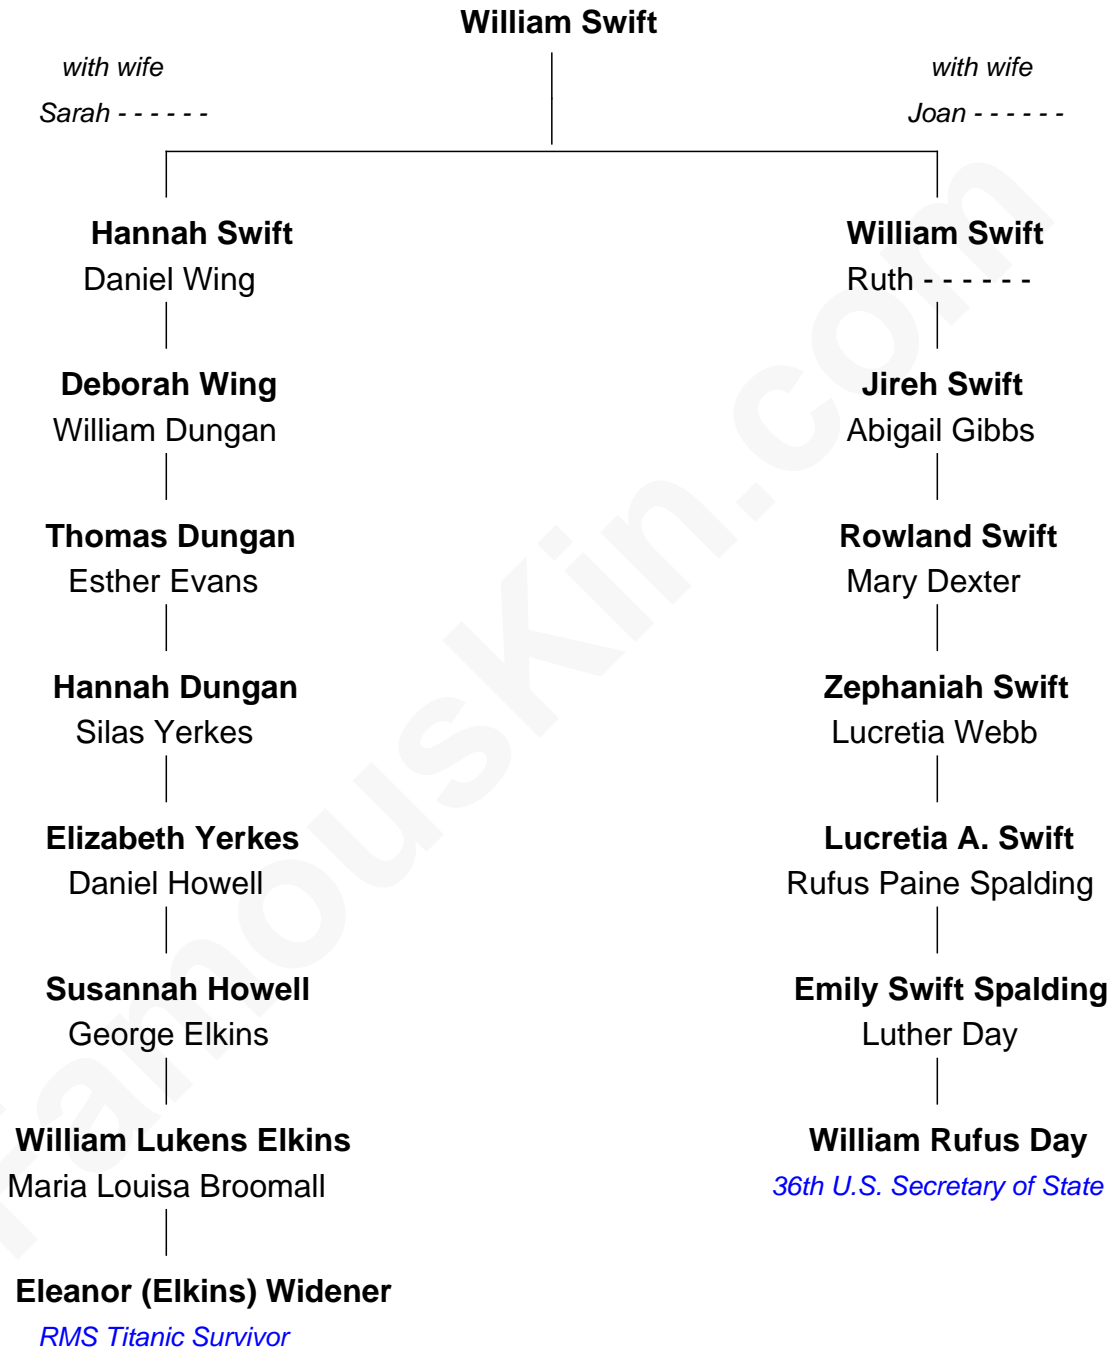 William Swift
with wife
Sarah - - - - - -
with wife
Joan - - - - - -
Hannah Swift
Daniel Wing
William Swift
Ruth - - - - - -
Deborah Wing
William Dungan
Jireh Swift
Abigail Gibbs
Thomas Dungan
Esther Evans
Rowland Swift
Mary Dexter
Hannah Dungan
Silas Yerkes
Zephaniah Swift
Lucretia Webb
Elizabeth Yerkes
Daniel Howell
Lucretia A. Swift
Rufus Paine Spalding
Susannah Howell
George Elkins
Emily Swift Spalding
Luther Day
William Lukens Elkins
Maria Louisa Broomall
William Rufus Day
36th U.S. Secretary of State
Eleanor (Elkins) Widener
RMS Titanic Survivor
FamousKin.com